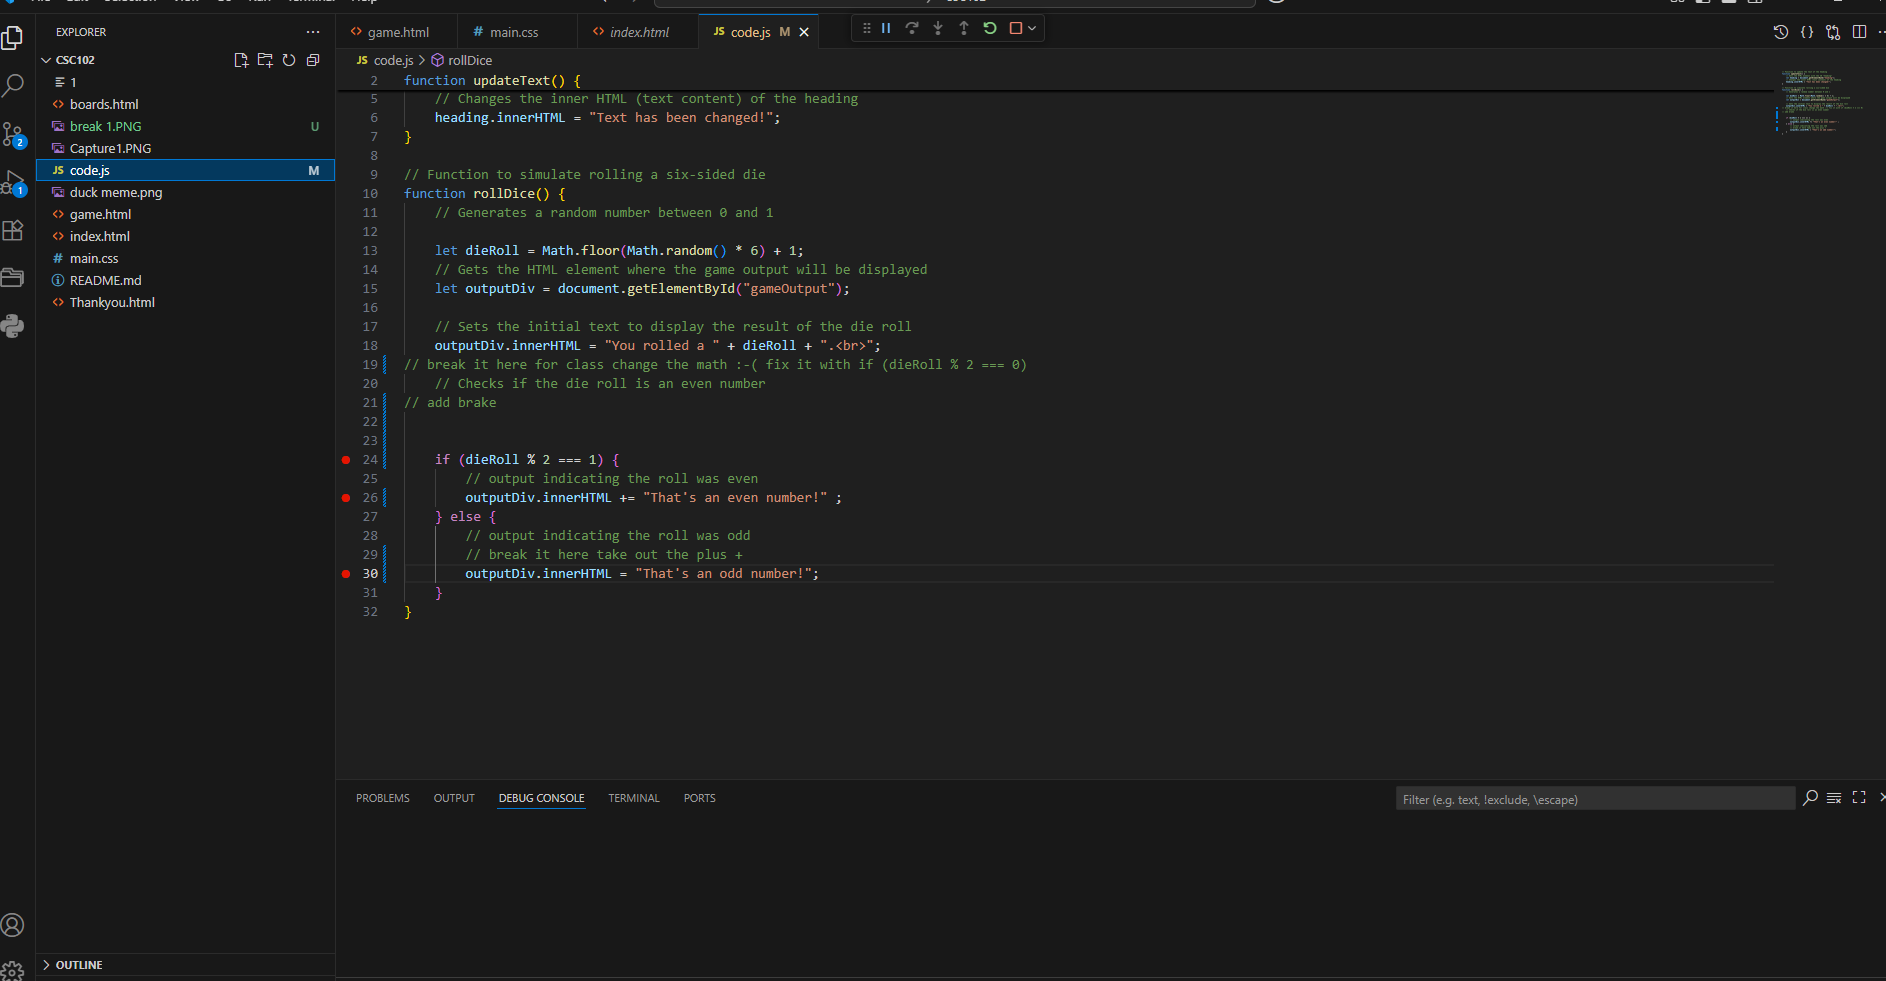 EXPLORER
CSC102
1
boards.html
break 1.PNG U
Capture1.PNG
JS code.js M
duck meme.png
<> game.html
<> index.html
# main.css
README.md
<> Thankyou.html
OUTLINE
2
1
<> game.html
# main.css
<> index.html
JS code.js M
JS code.js > rollDice
2 function updateText() {
5 // Changes the inner HTML (text content) of the heading
6 heading.innerHTML = "Text has been changed!";
7 }
8
9 // Function to simulate rolling a six-sided die
10 function rollDice() {
11 // Generates a random number between 0 and 1
12
13 let dieRoll = Math.floor(Math.random() * 6) + 1;
14 // Gets the HTML element where the game output will be displayed
15 let outputDiv = document.getElementById("gameOutput");
16
17 // Sets the initial text to display the result of the die roll
18 outputDiv.innerHTML = "You rolled a " + dieRoll + ".<br>";
19 // break it here for class change the math :-( fix it with if (dieRoll % 2 === 0)
20 // Checks if the die roll is an even number
21 // add brake
22
23
24 if (dieRoll % 2 === 1) {
25 // output indicating the roll was even
26 outputDiv.innerHTML += "That's an even number!" ;
27 } else {
28 // output indicating the roll was odd
29 // break it here take out the plus +
30 outputDiv.innerHTML = "That's an odd number!";
31 }
32 }
PROBLEMS OUTPUT DEBUG CONSOLE TERMINAL PORTS
Filter (e.g. text, !exclude, \escape)